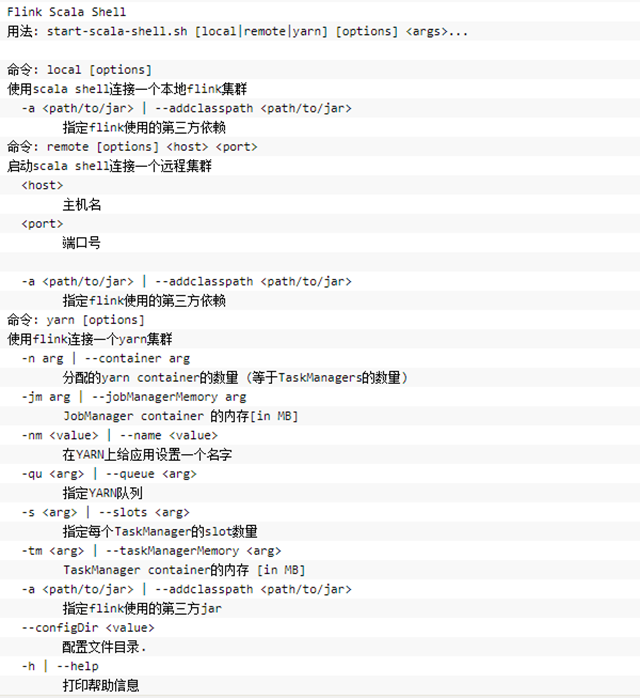 Flink Scala Shell
用法: start-scala-shell.sh [local|remote|yarn] [options] <args>...
命令: local [options]
使用scala shell连接一个本地flink集群
-a <path/to/jar> | --addclasspath <path/to/jar>
指定flink使用的第三方依赖
命令: remote [options] <host> <port>
启动scala shell连接一个远程集群
<host>
主机名
<port>
端口号
-a <path/to/jar> | --addclasspath <path/to/jar>
指定flink使用的第三方依赖
命令: yarn [options]
使用flink连接一个yarn集群
-n arg | --container arg
分配的yarn container的数量 (等于TaskManagers的数量)
-jm arg | --jobManagerMemory arg
JobManager container 的内存[in MB]
-nm <value> | --name <value>
在YARN上给应用设置一个名字
-qu <arg> | --queue <arg>
指定YARN队列
-s <arg> | --slots <arg>
指定每个TaskManager的slot数量
-tm <arg> | --taskManagerMemory <arg>
TaskManager container的内存 [in MB]
-a <path/to/jar> | --addclasspath <path/to/jar>
指定flink使用的第三方jar
--configDir <value>
配置文件目录.
-h | --help
打印帮助信息